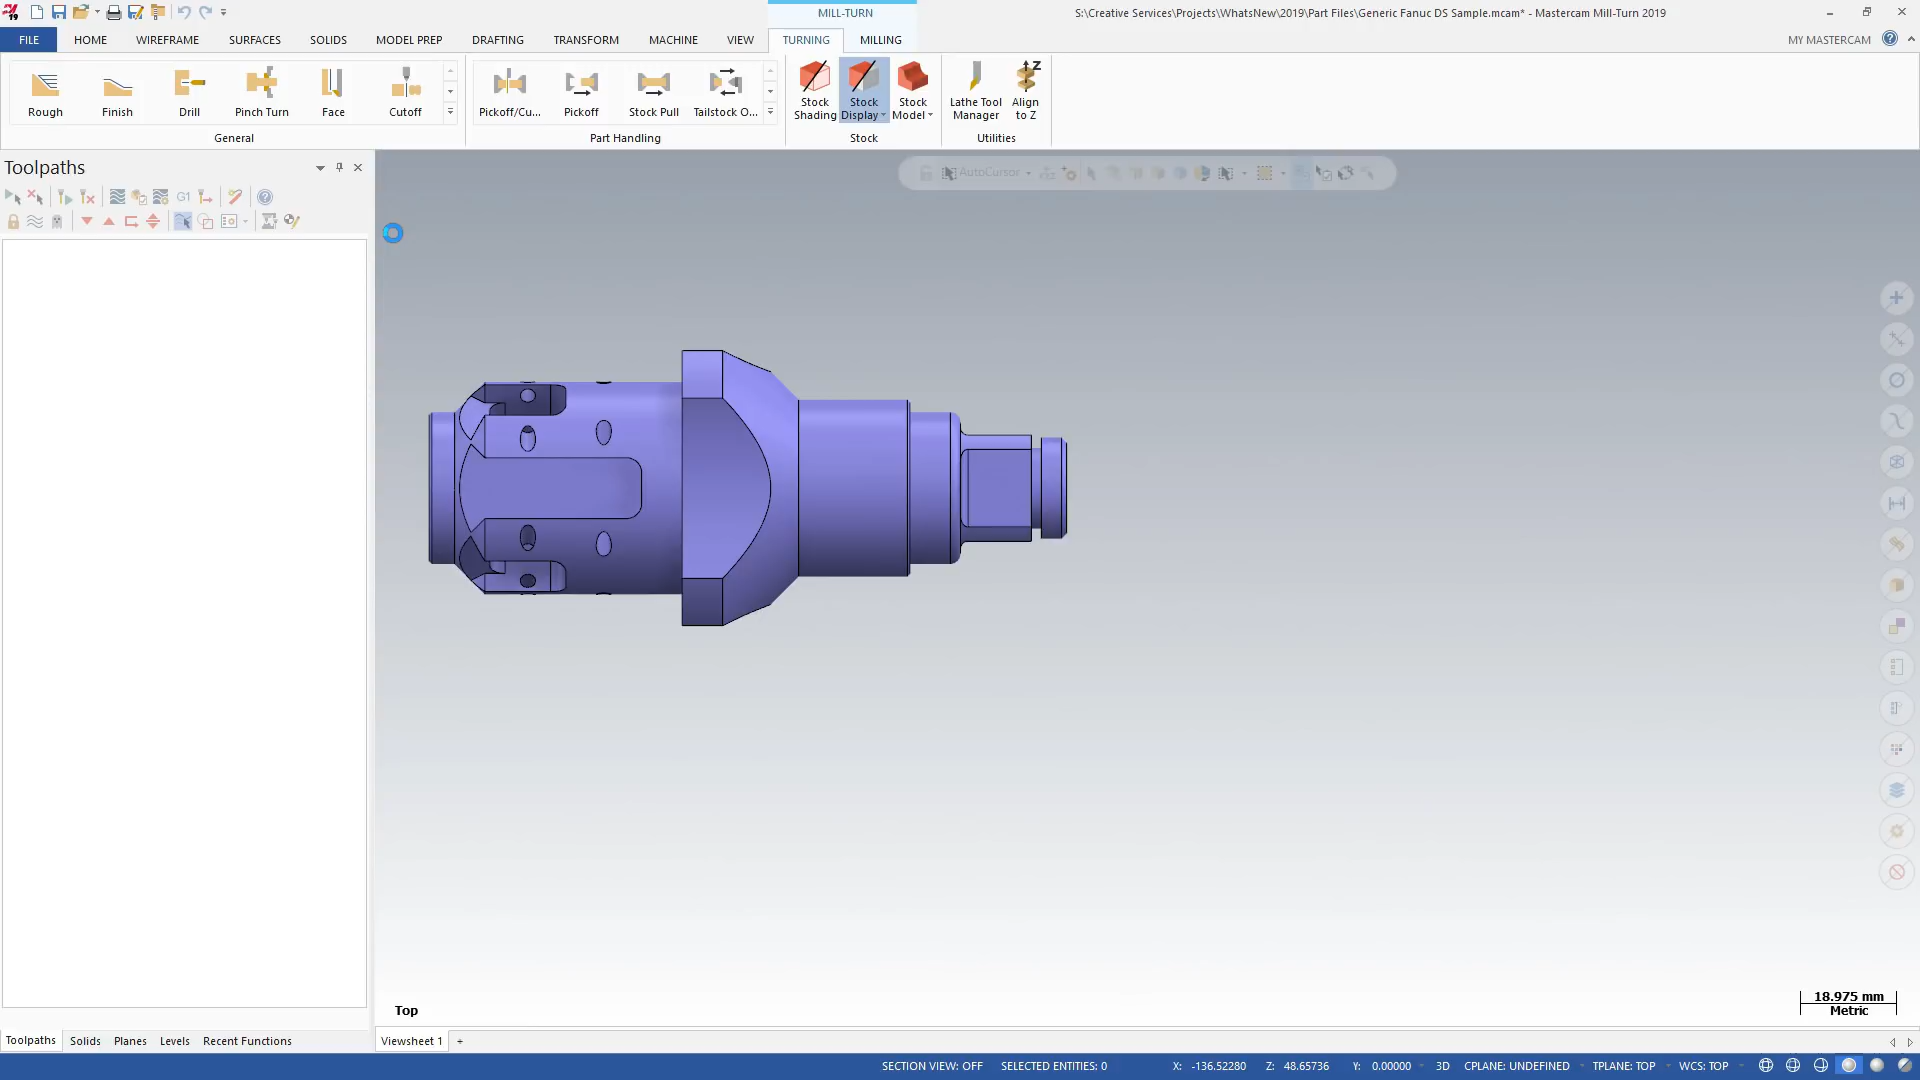 MILL-TURN
S:\Creative Services\Projects\WhatsNew\2019\Part Files\Generic Fanuc DS Sample.mcam* - Mastercam Mill-Turn 2019
FILE HOME WIREFRAME SURFACES SOLIDS MODEL PREP DRAFTING TRANSFORM MACHINE VIEW TURNING MILLING
MY MASTERCAM
Rough Finish Drill Pinch Turn Face Cutoff
General
Pickoff/Cu... Pickoff Stock Pull Tailstock O...
Part Handling
Stock Shading
Stock Display
Stock Model
Stock
Lathe Tool Manager
Align to Z
Utilities
Toolpaths
G1
AutoCursor
Top
18.975 mm
Metric
Toolpaths Solids Planes Levels Recent Functions
Viewsheet 1 +
SECTION VIEW: OFF SELECTED ENTITIES: 0 X: -136.52280 Z: 48.65736 Y: 0.00000 3D CPLANE: UNDEFINED TPLANE: TOP WCS: TOP